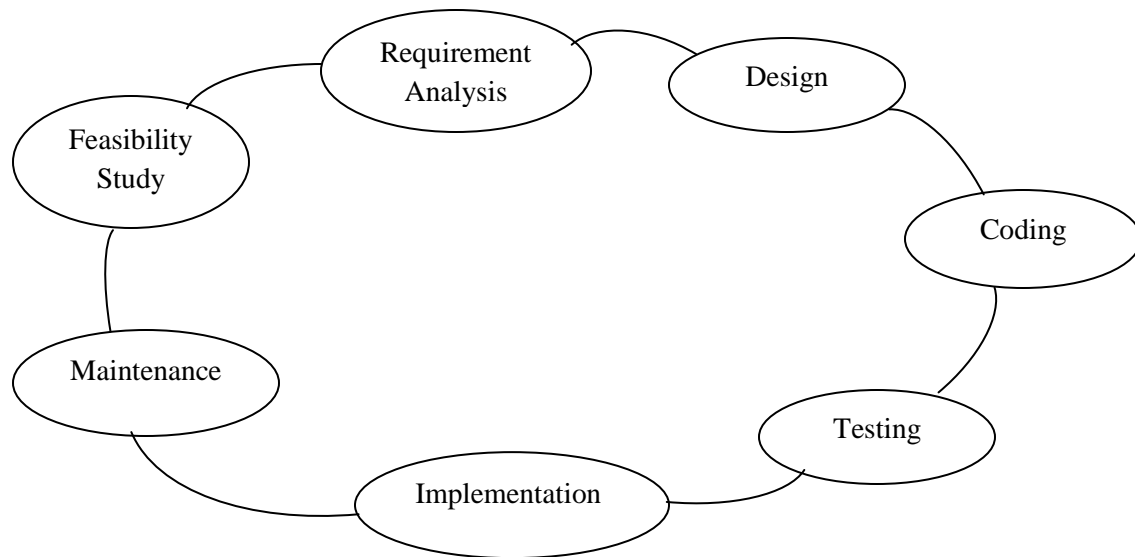 Requirement
Analysis
Design
Feasibility
Study
Coding
Maintenance
Testing
Implementation